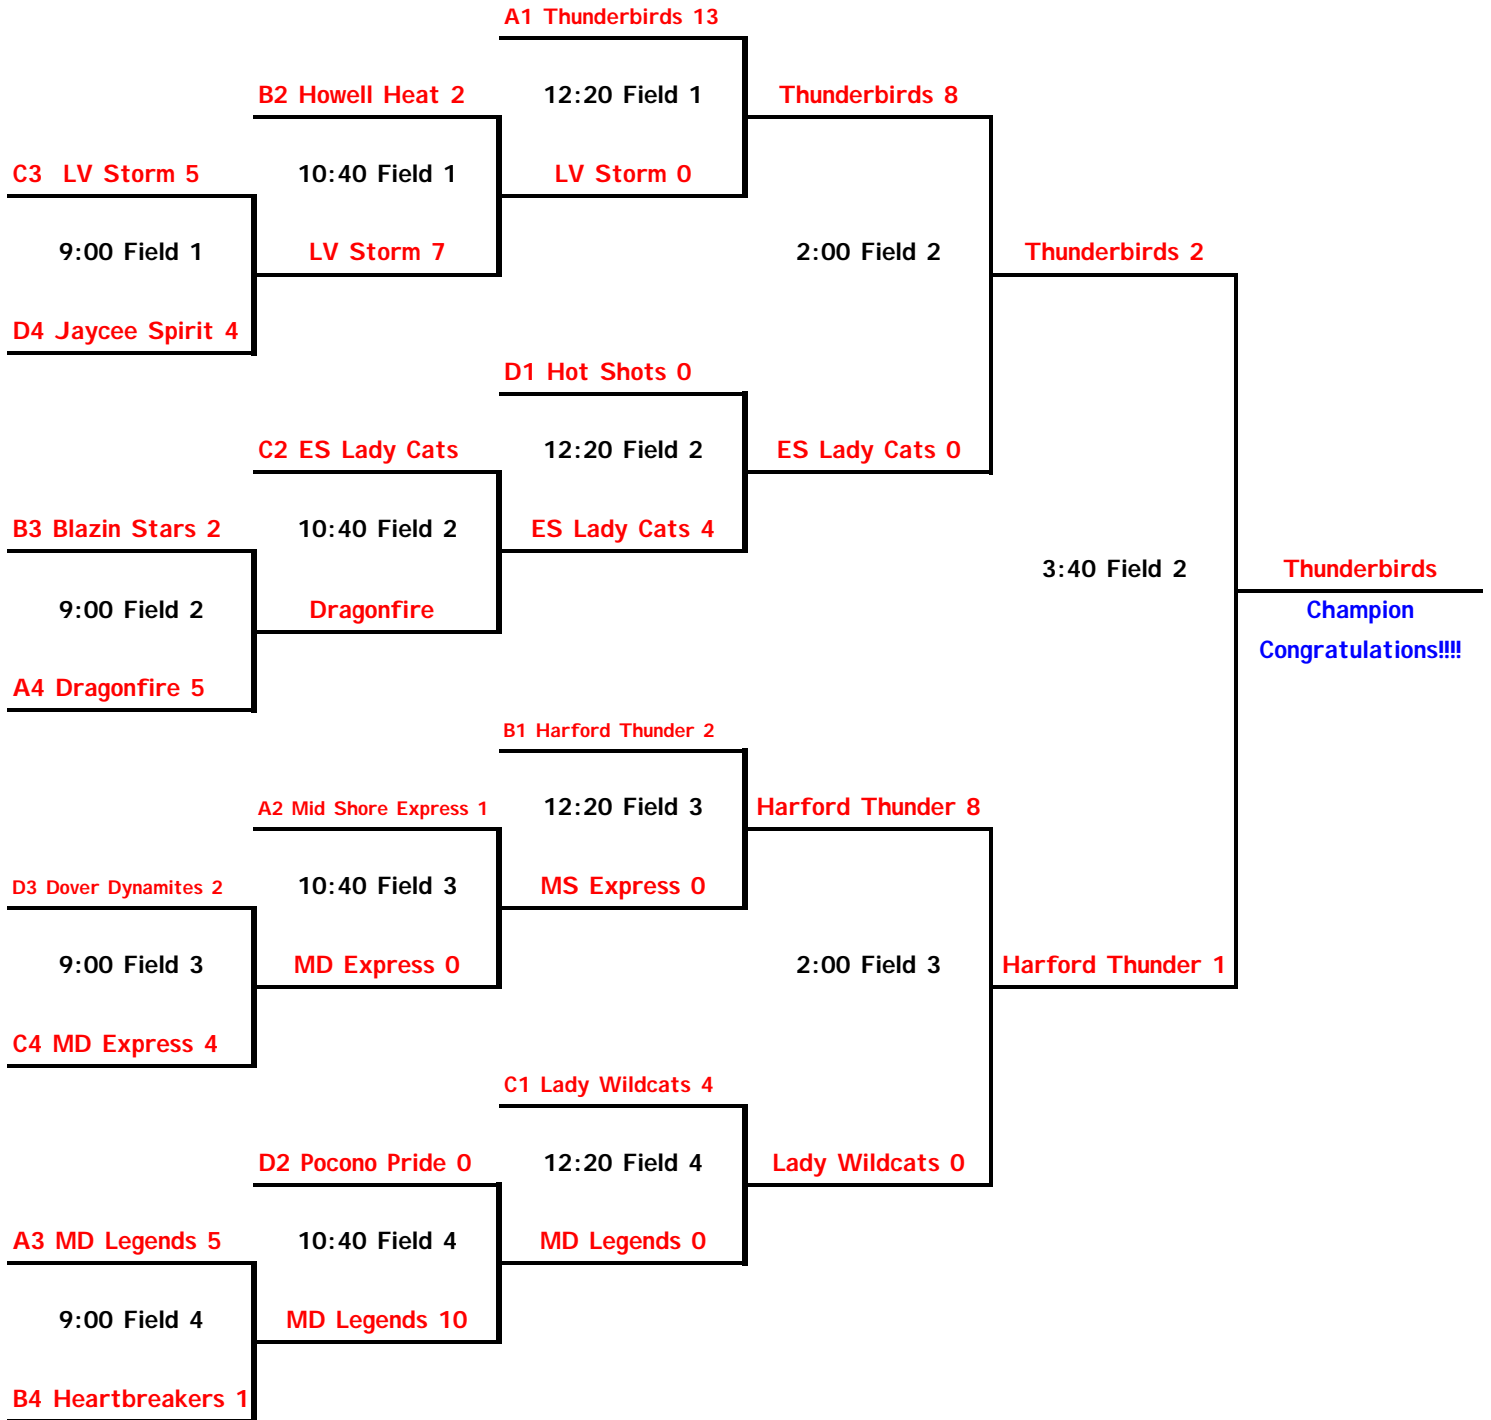 A1 Thunderbirds 13
B2 Howell Heat 2
12:20 Field 1
Thunderbirds 8
C3 LV Storm 5
10:40 Field 1
LV Storm 0
9:00 Field 1
LV Storm 7
2:00 Field 2
Thunderbirds 2
D4 Jaycee Spirit 4
D1 Hot Shots 0
C2 ES Lady Cats
12:20 Field 2
ES Lady Cats 0
B3 Blazin Stars 2
10:40 Field 2
ES Lady Cats 4
3:40 Field 2
Thunderbirds
9:00 Field 2
Dragonfire
Champion
Congratulations!!!!
A4 Dragonfire 5
B1 Harford Thunder 2
A2 Mid Shore Express 1
12:20 Field 3
Harford Thunder 8
D3 Dover Dynamites 2
10:40 Field 3
MS Express 0
9:00 Field 3
MD Express 0
2:00 Field 3
Harford Thunder 1
C4 MD Express 4
C1 Lady Wildcats 4
D2 Pocono Pride 0
12:20 Field 4
Lady Wildcats 0
A3 MD Legends 5
10:40 Field 4
MD Legends 0
9:00 Field 4
MD Legends 10
B4 Heartbreakers 1